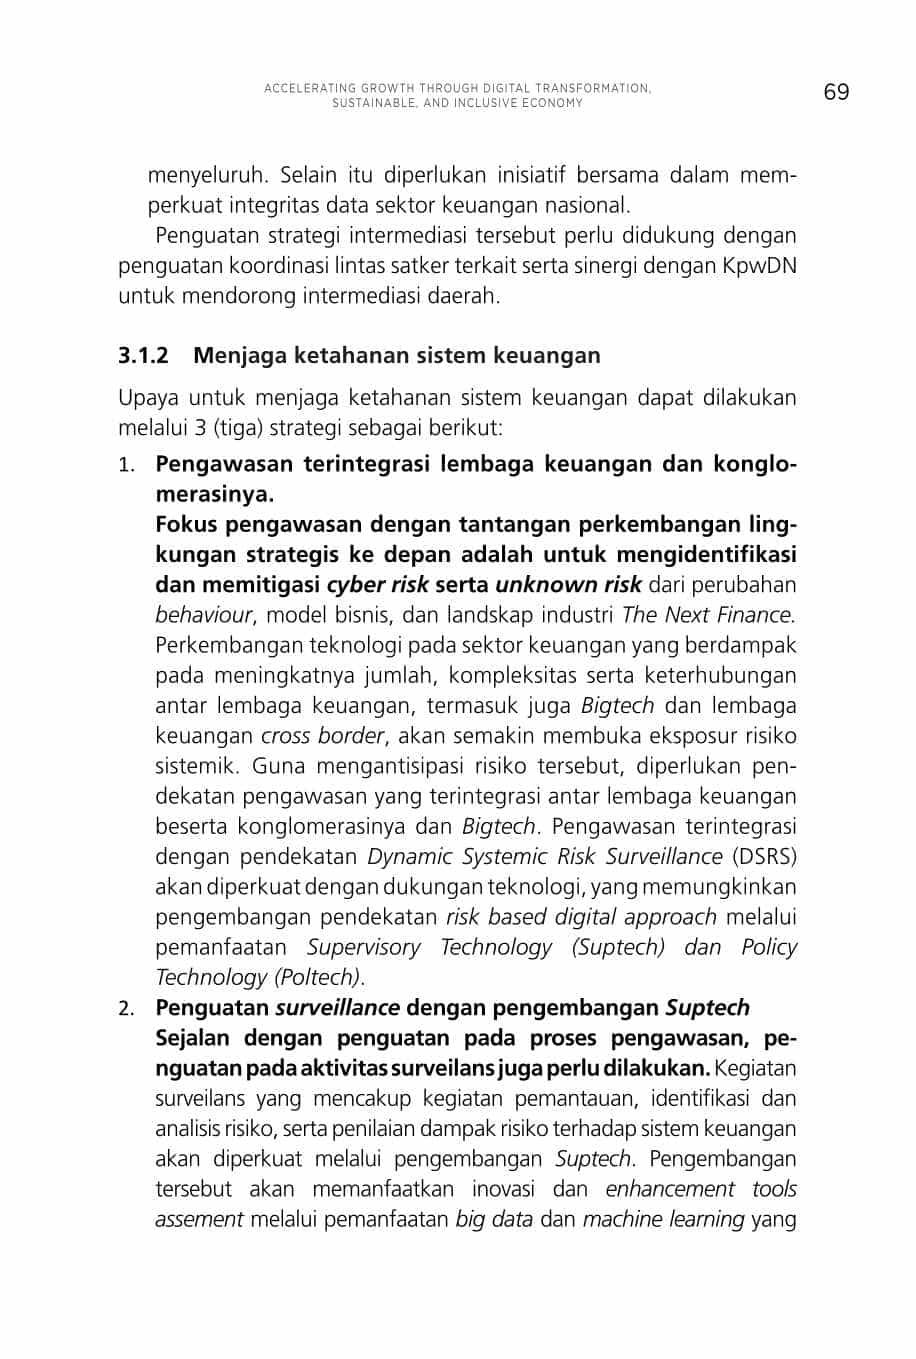 ACCELERATING GROWTH THROUGH DIGITAL TRANSFORMATION,
SUSTAINABLE, AND INCLUSIVE ECONOMY
69
menyeluruh. Selain itu diperlukan inisiatif bersama dalam mem-
perkuat integritas data sektor keuangan nasional.
Penguatan strategi intermediasi tersebut perlu didukung dengan
penguatan koordinasi lintas satker terkait serta sinergi dengan KpwDN
untuk mendorong intermediasi daerah.
3.1.2 Menjaga ketahanan sistem keuangan
Upaya untuk menjaga ketahanan sistem keuangan dapat dilakukan
melalui 3 (tiga) strategi sebagai berikut:
1. Pengawasan terintegrasi lembaga keuangan dan konglo-
merasinya.
Fokus pengawasan dengan tantangan perkembangan ling-
kungan strategis ke depan adalah untuk mengidentifikasi
dan memitigasi cyber risk serta unknown risk dari perubahan
behaviour, model bisnis, dan landskap industri The Next Finance.
Perkembangan teknologi pada sektor keuangan yang berdampak
pada meningkatnya jumlah, kompleksitas serta keterhubungan
antar lembaga keuangan, termasuk juga Bigtech dan lembaga
keuangan cross border, akan semakin membuka eksposur risiko
sistemik. Guna mengantisipasi risiko tersebut, diperlukan pen-
dekatan pengawasan yang terintegrasi antar lembaga keuangan
beserta konglomerasinya dan Bigtech. Pengawasan terintegrasi
dengan pendekatan Dynamic Systemic Risk Surveillance (DSRS)
akan diperkuat dengan dukungan teknologi, yang memungkinkan
pengembangan pendekatan risk based digital approach melalui
pemanfaatan Supervisory Technology (Suptech) dan Policy
Technology (Poltech).
2. Penguatan surveillance dengan pengembangan Suptech
Sejalan dengan penguatan pada proses pengawasan, pe-
nguatan pada aktivitas surveilans juga perlu dilakukan. Kegiatan
surveilans yang mencakup kegiatan pemantauan, identifikasi dan
analisis risiko, serta penilaian dampak risiko terhadap sistem keuangan
akan diperkuat melalui pengembangan Suptech. Pengembangan
tersebut akan memanfaatkan inovasi dan enhancement tools
assement melalui pemanfaatan big data dan machine learning yang